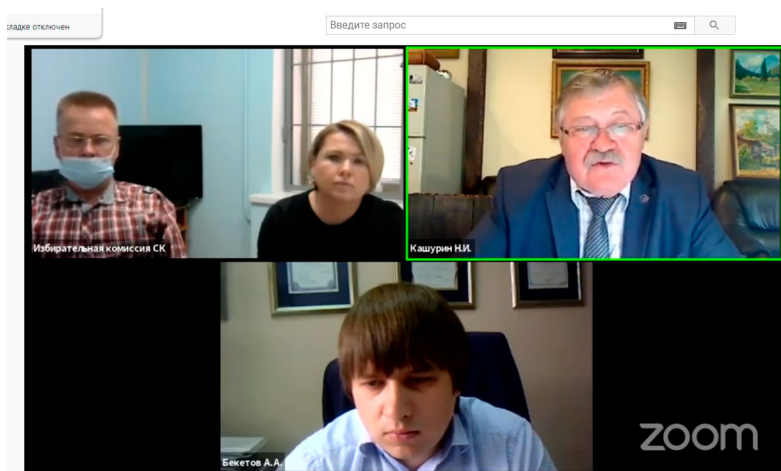 кладке отключен
Введите запрос
Избирательная комиссия СК
Кашурин Н.И.
Бекетов А.А.
zoom